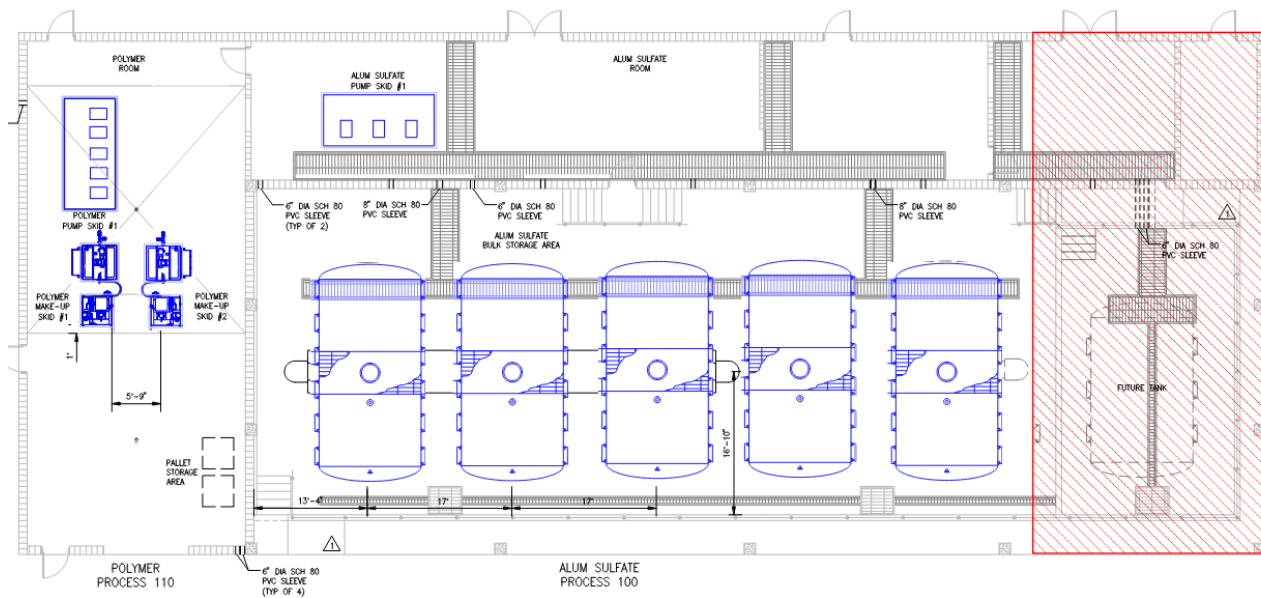 POLYMER
ROOM
ALUM SULFATE
PUMP SKID #1
ALUM SULFATE
ROOM
6" DIA SCH 80
PVC SLEEVE
(TYP OF 2)
8" DIA SCH 80
PVC SLEEVE
6" DIA SCH 80
PVC SLEEVE
8" DIA SCH 80
PVC SLEEVE
1
6" DIA SCH 80
PVC SLEEVE
POLYMER
PUMP SKID #1
ALUM SULFATE
BULK STORAGE AREA
POLYMER
MAKE-UP
SKID #1
POLYMER
MAKE-UP
SKID #2
1'
5'-9"
FUTURE TANK
16'-10"
PALLET
STORAGE
AREA
13'-4"
17'
17'
1
POLYMER
PROCESS 110
6" DIA SCH 80
PVC SLEEVE
(TYP OF 4)
ALUM SULFATE
PROCESS 100